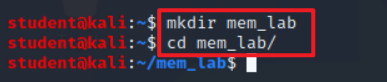 student@kali:~$ mkdir mem_lab
student@kali:~$ cd mem_lab/
student@kali:~/mem_lab$